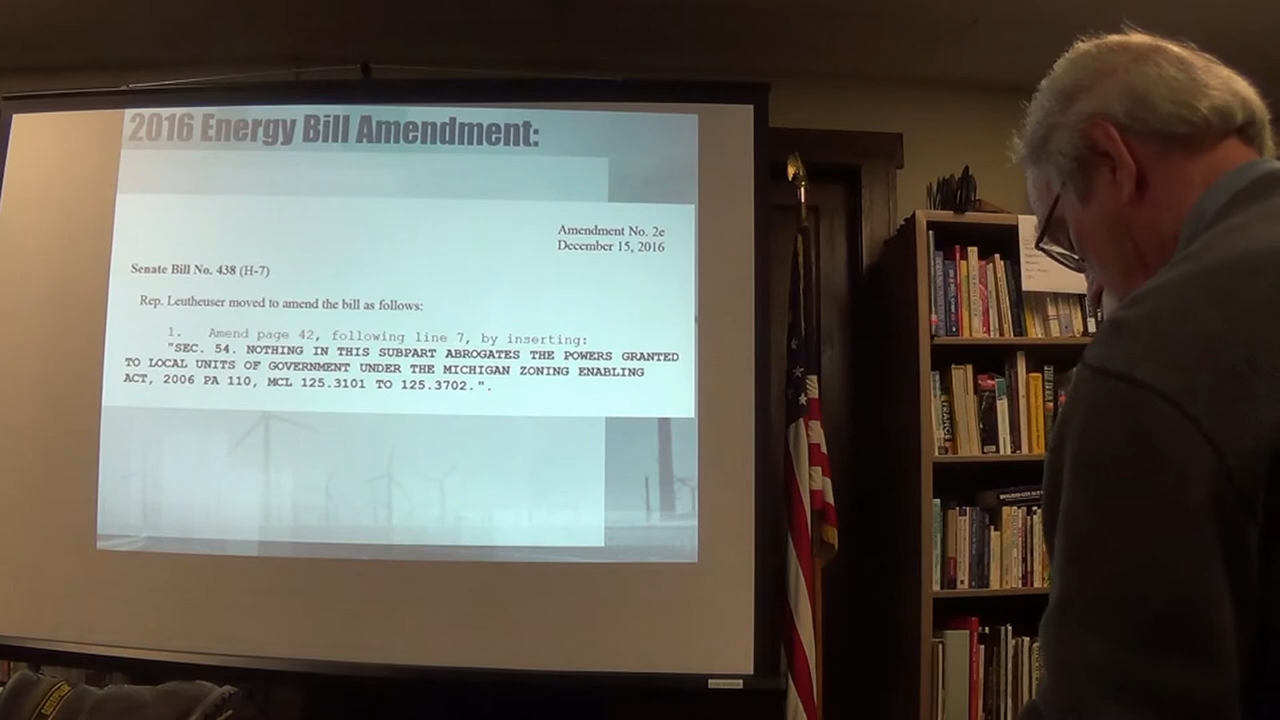 2016 Energy Bill Amendment:
Amendment No. 2e
December 15, 2016
Senate Bill No. 438 (H-7)
Rep. Leutheuser moved to amend the bill as follows:
1. Amend page 42, following line 7, by inserting:
"SEC. 54. NOTHING IN THIS SUBPART ABROGATES THE POWERS GRANTED
TO LOCAL UNITS OF GOVERNMENT UNDER THE MICHIGAN ZONING ENABLING
ACT, 2006 PA 110, MCL 125.3101 TO 125.3702.".
FRANCE